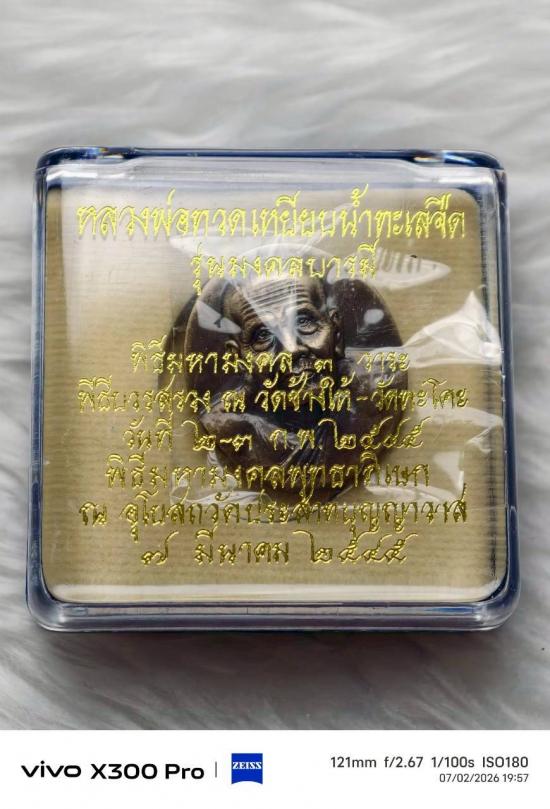 หลวงพ่อทวดเหยียบน้ำทะเลจืด
รุ่นมงคลบารมี
พิธีมหามงคล ๓ วาระ
พิธีบวรสรวง ณ วัดช้างให้-วัดพะโคะ
วันที่ ๒-๓ ก.พ. ๒๕๔๕
พิธีมหามงคลพุทธาภิเษก
ณ อุโบสถวัดประสาทบุญญาวาส
๗ มีนาคม ๒๕๔๕
vivo X300 Pro
ZEISS
121mm f/2.67 1/100s ISO180
07/02/2026 19:57